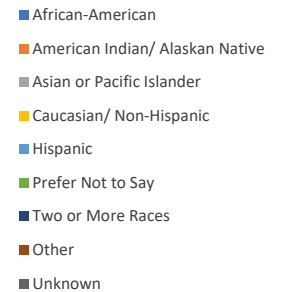 African-American
American Indian/ Alaskan Native
Asian or Pacific Islander
Caucasian/ Non-Hispanic
Hispanic
Prefer Not to Say
Two or More Races
Other
Unknown